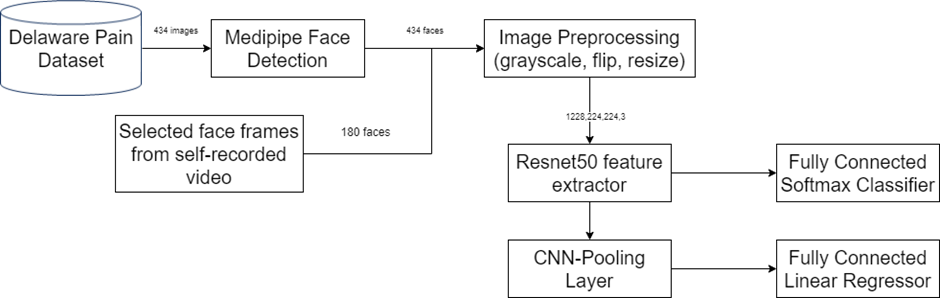 Delaware Pain
Dataset
434 images
Medipipe Face
Detection
434 faces
Image Preprocessing
(grayscale, flip, resize)
Selected face frames
from self-recorded
video
180 faces
1228,224,224,3
Resnet50 feature
extractor
Fully Connected
Softmax Classifier
CNN-Pooling
Layer
Fully Connected
Linear Regressor